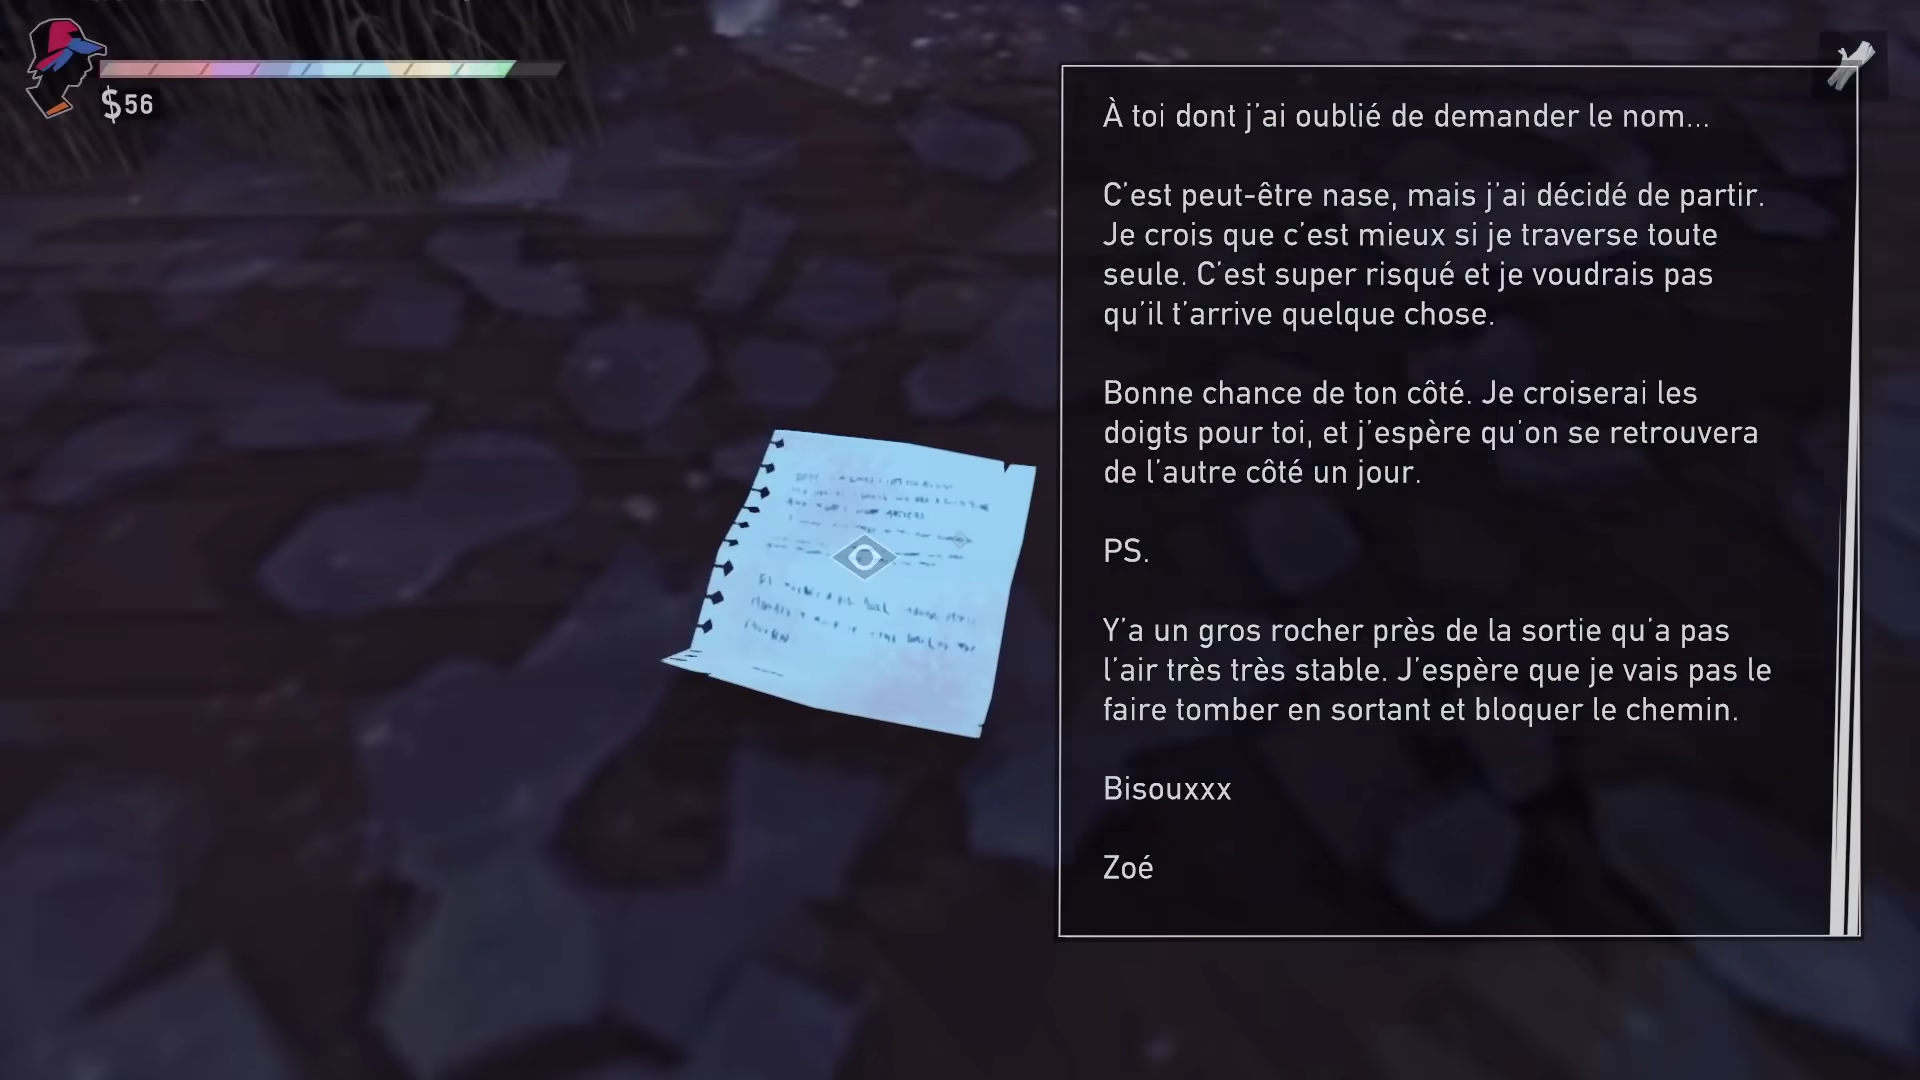 $56
À toi dont j'ai oublié de demander le nom...
C'est peut-être nase, mais j'ai décidé de partir.
Je crois que c'est mieux si je traverse toute
seule. C'est super risqué et je voudrais pas
qu'il t'arrive quelque chose.
Bonne chance de ton côté. Je croiserai les
doigts pour toi, et j'espère qu'on se retrouvera
de l'autre côté un jour.
PS.
Y'a un gros rocher près de la sortie qu'a pas
l'air très très stable. J'espère que je vais pas le
faire tomber en sortant et bloquer le chemin.
Bisouxxx
Zoé